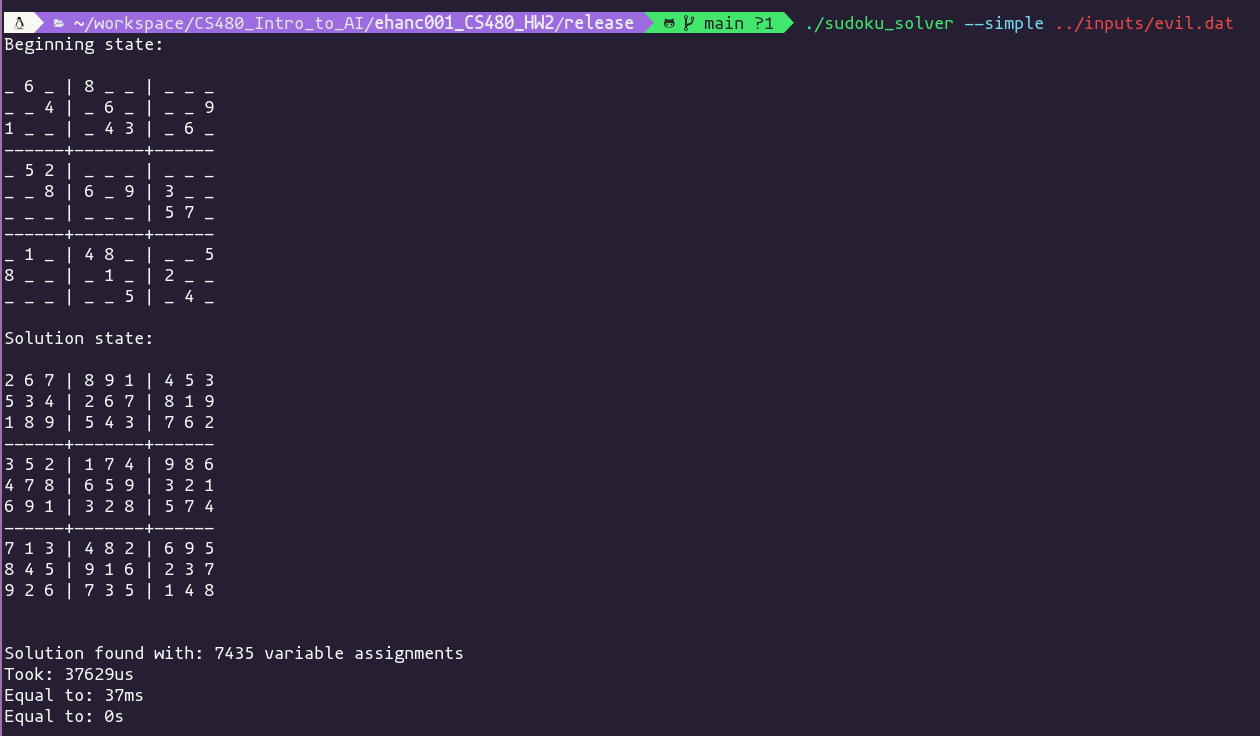 ~/workspace/CS480_Intro_to_AI/ehanc001_CS480_HW2/release main ?1 ./sudoku_solver --simple ../inputs/evil.dat
Beginning state:
_ 6 _ | 8 _ _ | _ _ _
_ _ 4 | _ 6 _ | _ _ 9
1 _ _ | _ 4 3 | _ 6 _
------+-------+------
_ 5 2 | _ _ _ | _ _ _
_ _ 8 | 6 _ 9 | 3 _ _
_ _ _ | _ _ _ | 5 7 _
------+-------+------
_ 1 _ | 4 8 _ | _ _ 5
8 _ _ | _ 1 _ | 2 _ _
_ _ _ | _ _ 5 | _ 4 _
Solution state:
2 6 7 | 8 9 1 | 4 5 3
5 3 4 | 2 6 7 | 8 1 9
1 8 9 | 5 4 3 | 7 6 2
------+-------+------
3 5 2 | 1 7 4 | 9 8 6
4 7 8 | 6 5 9 | 3 2 1
6 9 1 | 3 2 8 | 5 7 4
------+-------+------
7 1 3 | 4 8 2 | 6 9 5
8 4 5 | 9 1 6 | 2 3 7
9 2 6 | 7 3 5 | 1 4 8
Solution found with: 7435 variable assignments
Took: 37629us
Equal to: 37ms
Equal to: 0s